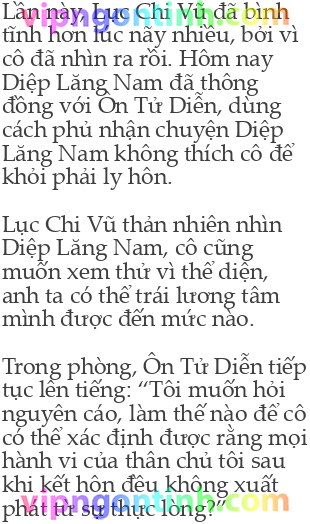 Lần này, Lục Chi Vũ đã bình
tĩnh hơn lúc nãy nhiều, bởi vì
cô đã nhìn ra rồi. Hôm nay
Diệp Lăng Nam đã thông
đồng với Ôn Tử Diễn, dùng
cách phủ nhận chuyện Diệp
Lăng Nam không thích cô để
khỏi phải ly hôn.
Lục Chi Vũ thản nhiên nhìn
Diệp Lăng Nam, cô cũng
muốn xem thử vì thể diện,
anh ta có thể trái lương tâm
mình được đến mức nào.
Trong phòng, Ôn Tử Diễn tiếp
tục lên tiếng: “Tôi muốn hỏi
nguyên cáo, làm thế nào để cô
có thể xác định được rằng mọi
hành vi của thân chủ tôi sau
khi kết hôn đều không xuất
phát từ sự thực lòng?”
vipngontinh.com
vipngontinh.com